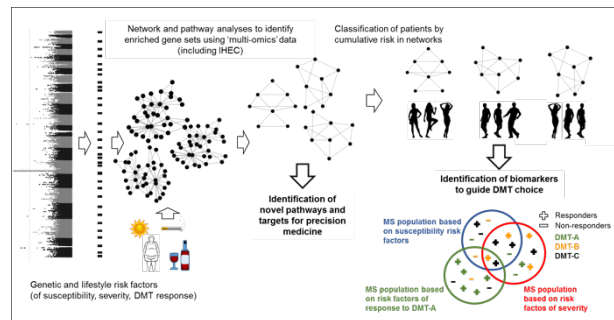 Network and pathway analyses to identify
enriched gene sets using 'multi-omics' data
(including IHEC)
Classification of patients by
cumulative risk in networks
Identification of
novel pathways and
targets for precision
medicine
Identification of biomarkers
to guide DMT choice
Genetic and lifestyle risk factors
(of susceptibility, severity, DMT response)
MS population based on
susceptibility risk
factors
Responders
Non-responders
DMT-A
DMT-B
DMT-C
MS population based
on risk factors of
response to DMT-A
MS population
based on risk
factos of severity